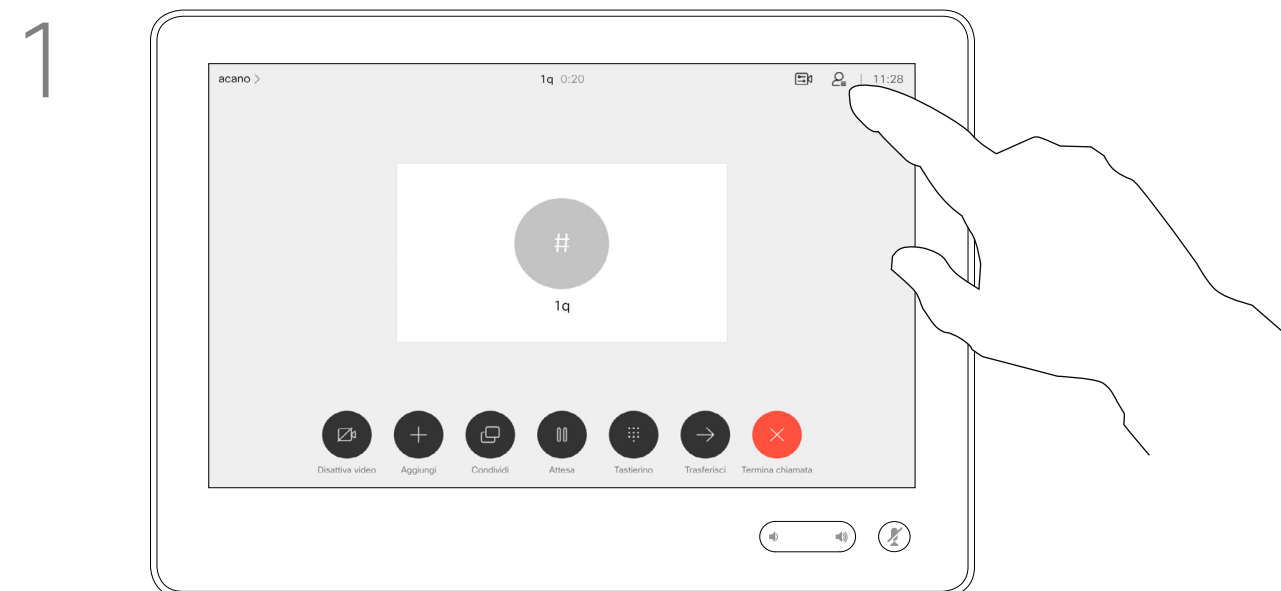 1
acano > 1q 0:20 11:28
#
1q
Disattiva video Aggiungi Condividi Attesa Tastierino Trasferisci Termina chiamata